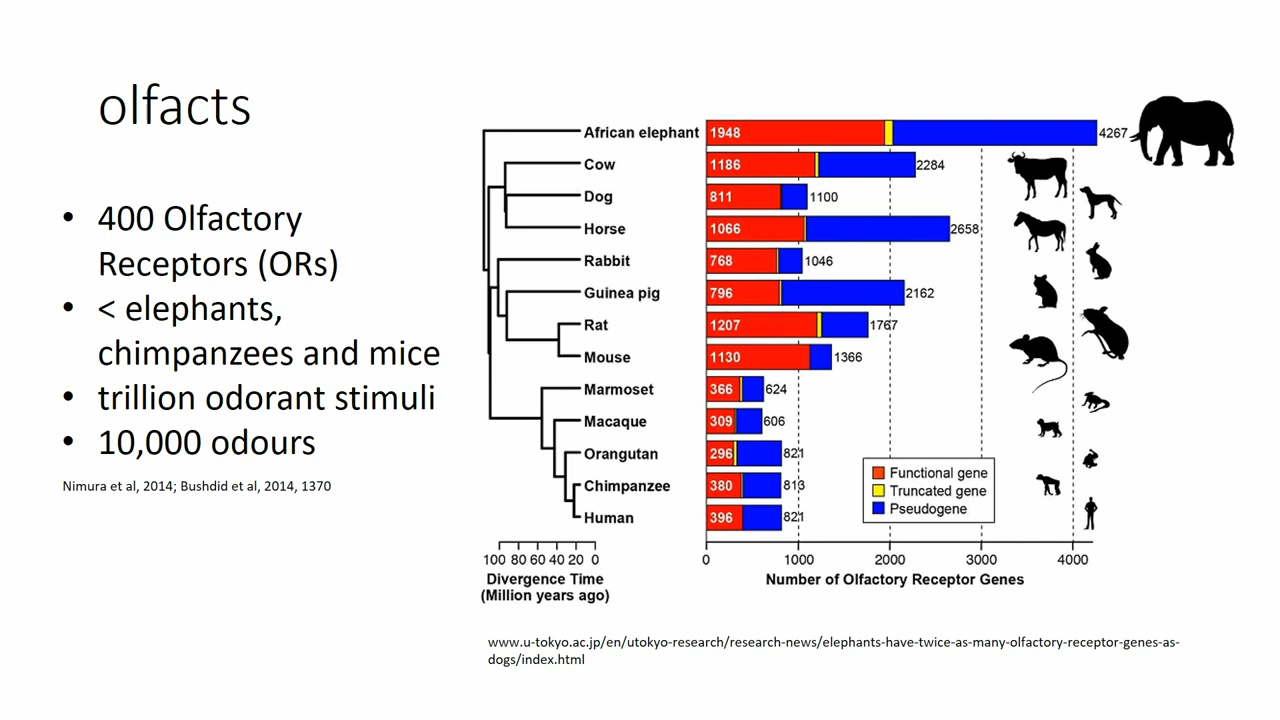 olfacts
• 400 Olfactory
Receptors (ORs)
• < elephants,
chimpanzees and mice
• trillion odorant stimuli
• 10,000 odours
Nimura et al, 2014; Bushdid et al, 2014, 1370
African elephant 1948 4267
Cow 1186 2284
Dog 811 1100
Horse 1066 2658
Rabbit 768 1046
Guinea pig 796 2162
Rat 1207 1767
Mouse 1130 1366
Marmoset 366 624
Macaque 309 606
Orangutan 296 821
Chimpanzee 380 813
Human 396 821
Functional gene
Truncated gene
Pseudogene
100 80 60 40 20 0
Divergence Time
(Million years ago)
0 1000 2000 3000 4000
Number of Olfactory Receptor Genes
www.u-tokyo.ac.jp/en/utokyo-research/research-news/elephants-have-twice-as-many-olfactory-receptor-genes-as-
dogs/index.html